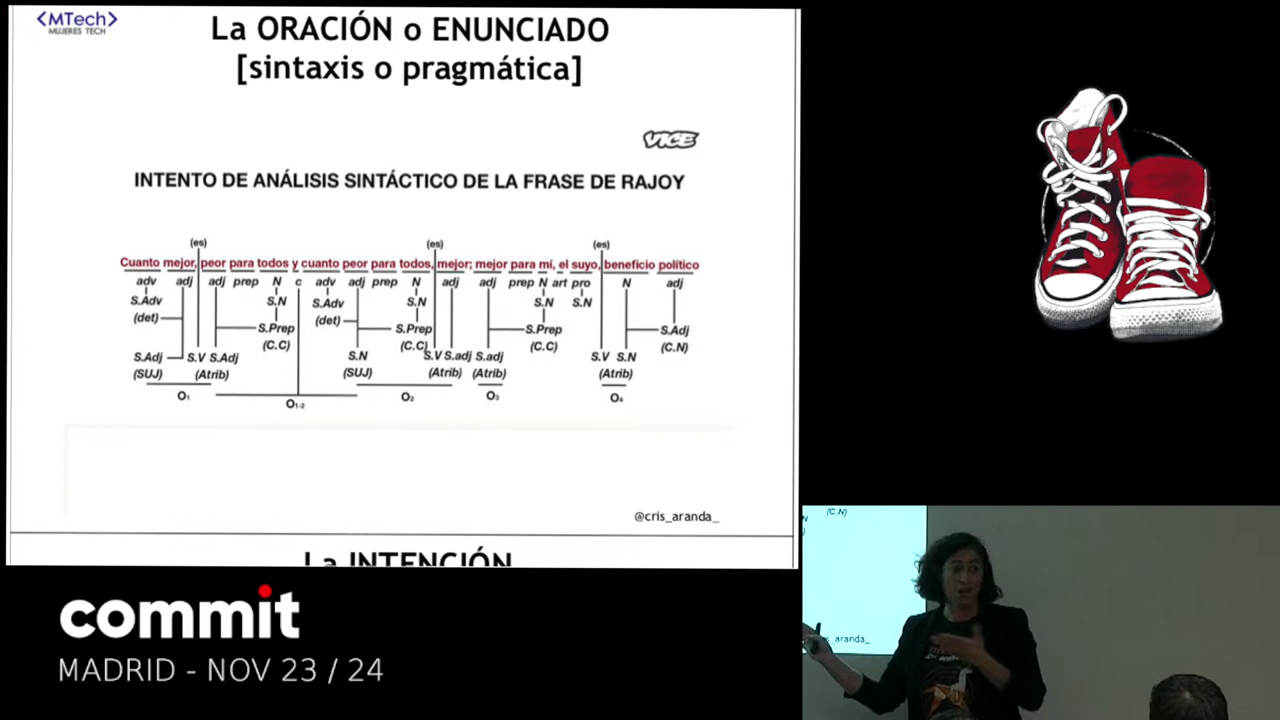 <MTech>
MUJERES TECH
La ORACIÓN o ENUNCIADO
[sintaxis o pragmática]
VICE
INTENTO DE ANÁLISIS SINTÁCTICO DE LA FRASE DE RAJOY
(es) (es) (es)
Cuanto mejor, peor para todos y cuanto peor para todos, mejor; mejor para mí, el suyo, beneficio político
adv adj adj prep N c adv adj prep N adj adj prep N art pro N adj
S.Adv S.N S.Adv S.N S.N S.N
(det) S.Prep (det) S.Prep S.Prep S.Adj
(C.C) (C.C) (C.C) (C.N)
S.Adj S.V S.Adj S.N S.V S.adj S.adj S.V S.N
(SUJ) (Atrib) (SUJ) (Atrib) (Atrib) (Atrib)
O1 O1-2 O2 O3 O4
@cris_aranda_
La INTENCIÓN
commit
MADRID - NOV 23 / 24
(C.N)
_aranda_